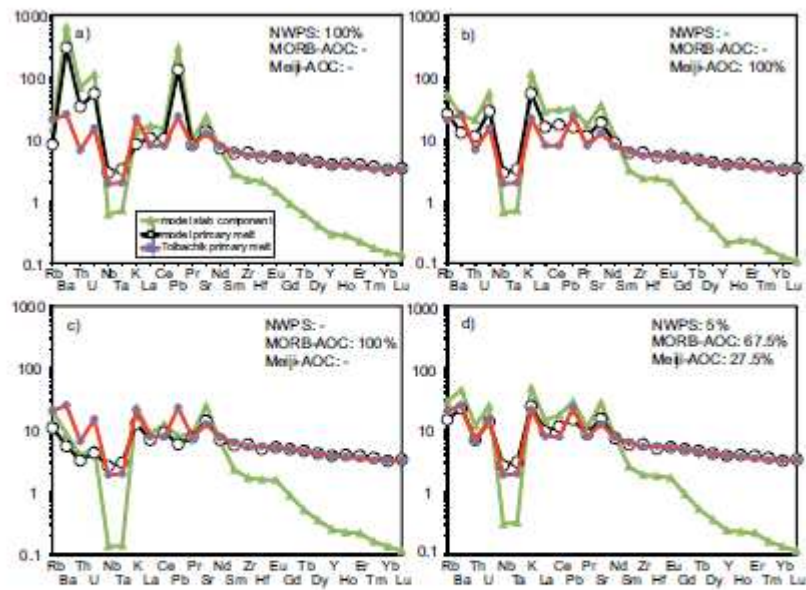 a)
NWPS: 100%
MORB-AOC: -
Meiji-AOC: -
model slab component
model primary melt
Tolbachik primary melt
1000
100
10
1
0.1
Rb Th Nb K Ce Pr Nd Zr Eu Tb Y Er Yb
Ba U Ta La Pb Sr Sm Hf Gd Dy Ho Tm Lu
b)
NWPS: -
MORB-AOC: -
Meiji-AOC: 100%
1000
100
10
1
0.1
Rb Th Nb K Ce Pr Nd Zr Eu Tb Y Er Yb
Ba U Ta La Pb Sr Sm Hf Gd Dy Ho Tm Lu
c)
NWPS: -
MORB-AOC: 100%
Meiji-AOC: -
1000
100
10
1
0.1
Rb Th Nb K Ce Pr Nd Zr Eu Tb Y Er Yb
Ba U Ta La Pb Sr Sm Hf Gd Dy Ho Tm Lu
d)
NWPS: 5%
MORB-AOC: 67.5%
Meiji-AOC: 27.5%
1000
100
10
1
0.1
Rb Th Nb K Ce Pr Nd Zr Eu Tb Y Er Yb
Ba U Ta La Pb Sr Sm Hf Gd Dy Ho Tm Lu